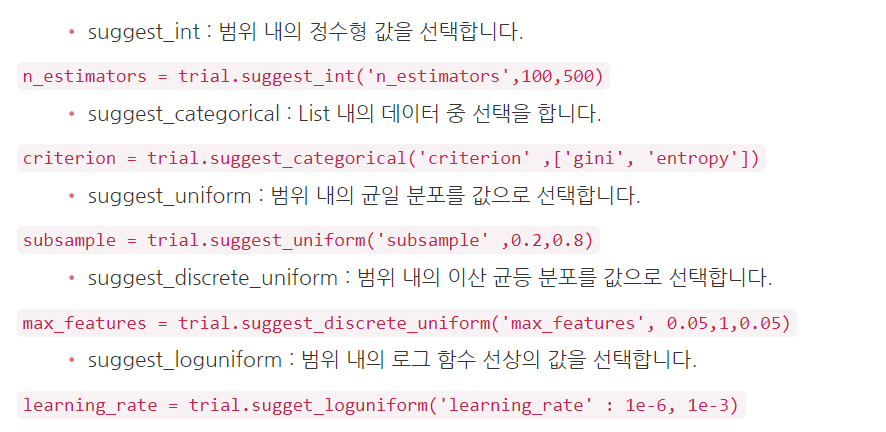 • suggest_int : 범위 내의 정수형 값을 선택합니다.
n_estimators = trial.suggest_int('n_estimators',100,500)
• suggest_categorical : List 내의 데이터 중 선택을 합니다.
criterion = trial.suggest_categorical('criterion' ,['gini', 'entropy'])
• suggest_uniform : 범위 내의 균일 분포를 값으로 선택합니다.
subsample = trial.suggest_uniform('subsample' ,0.2,0.8)
• suggest_discrete_uniform : 범위 내의 이산 균등 분포를 값으로 선택합니다.
max_features = trial.suggest_discrete_uniform('max_features', 0.05,1,0.05)
• suggest_loguniform : 범위 내의 로그 함수 선상의 값을 선택합니다.
learning_rate = trial.sugget_loguniform('learning_rate' : 1e-6, 1e-3)